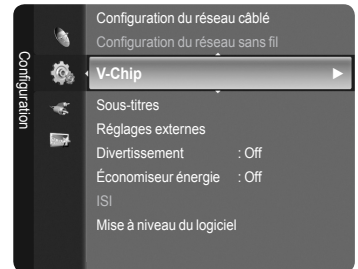 Configuration
Configuration du réseau câblé
Configuration du réseau sans fil
V-Chip
Sous-titres
Réglages externes
Divertissement : Off
Économiseur énergie : Off
ISI
Mise à niveau du logiciel